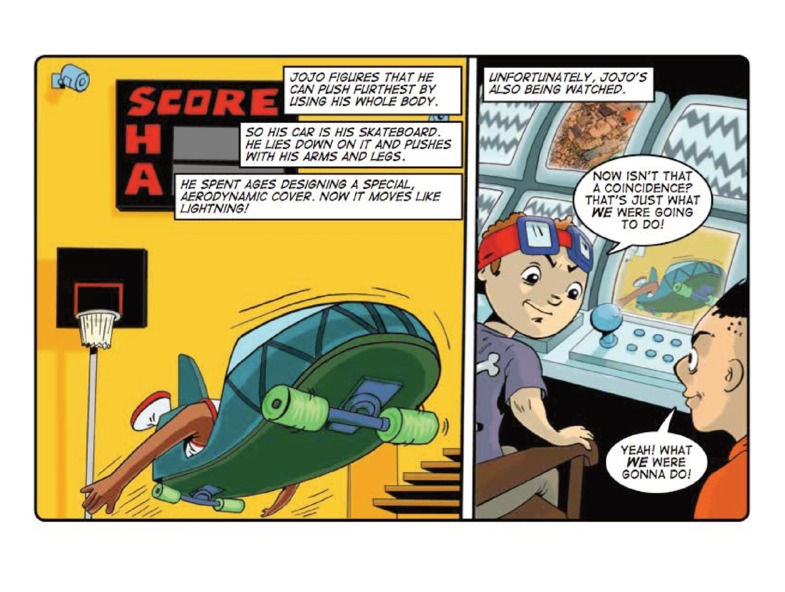 SCORE
H
A
JOJO FIGURES THAT HE
CAN PUSH FURTHEST BY
USING HIS WHOLE BODY.
SO HIS CAR IS HIS SKATEBOARD.
HE LIES DOWN ON IT AND PUSHES
WITH HIS ARMS AND LEGS.
HE SPENT AGES DESIGNING A SPECIAL,
AERODYNAMIC COVER. NOW IT MOVES LIKE
LIGHTNING!
UNFORTUNATELY, JOJO'S
ALSO BEING WATCHED.
NOW ISN'T THAT
A COINCIDENCE?
THAT'S JUST WHAT
WE WERE GOING
TO DO!
YEAH! WHAT
WE WERE
GONNA DO!